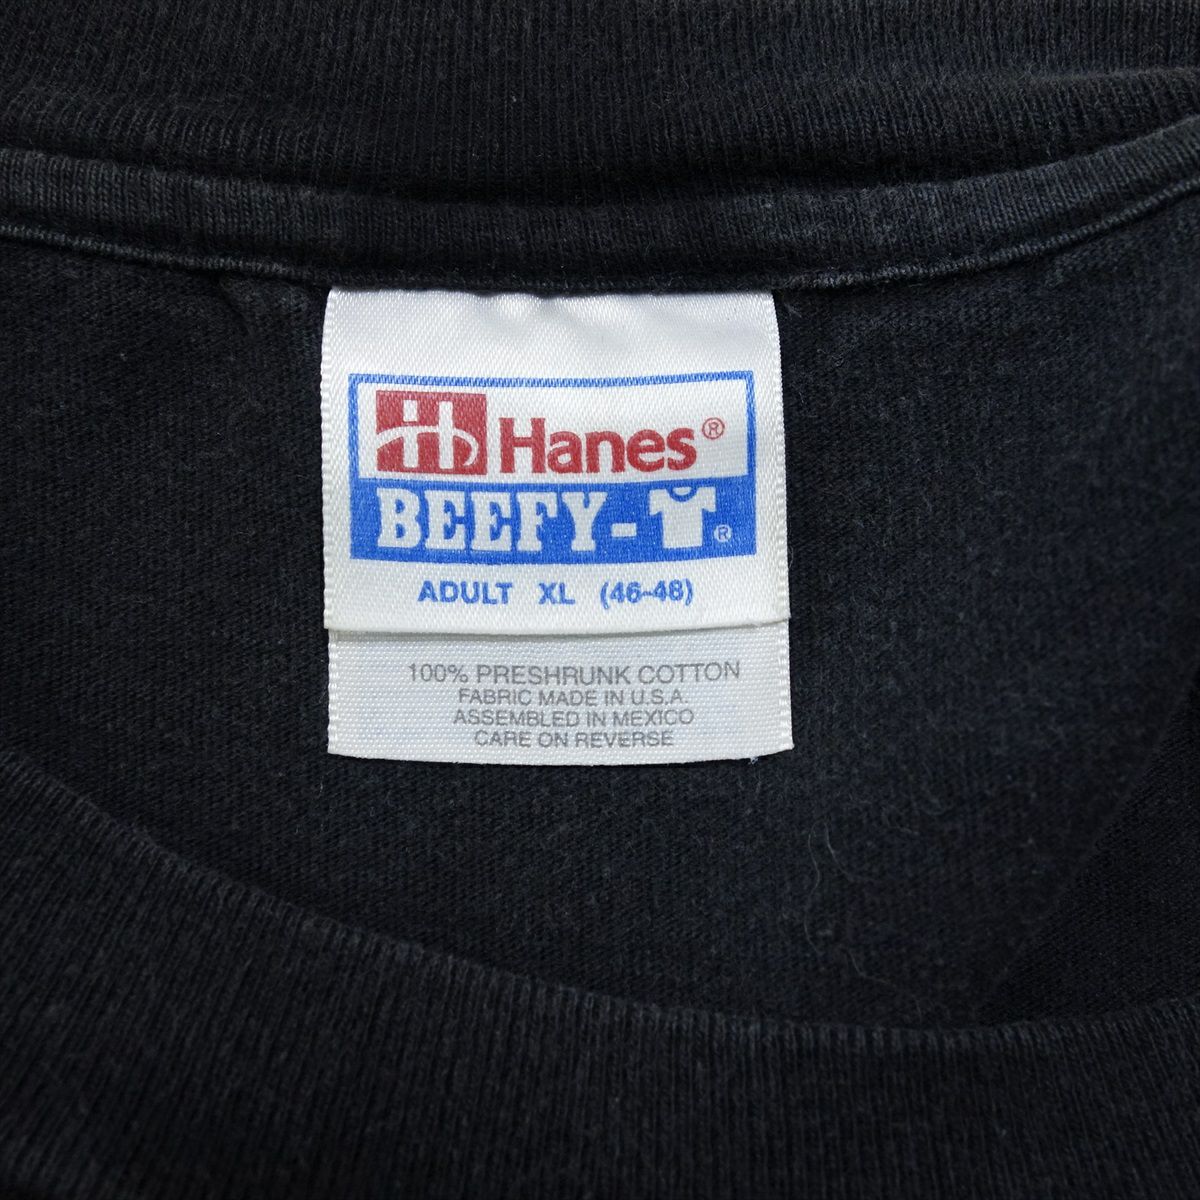 Hanes®
BEEFY-T®
ADULT XL (46-48)
100% PRESHRUNK COTTON
FABRIC MADE IN U.S.A.
ASSEMBLED IN MEXICO
CARE ON REVERSE